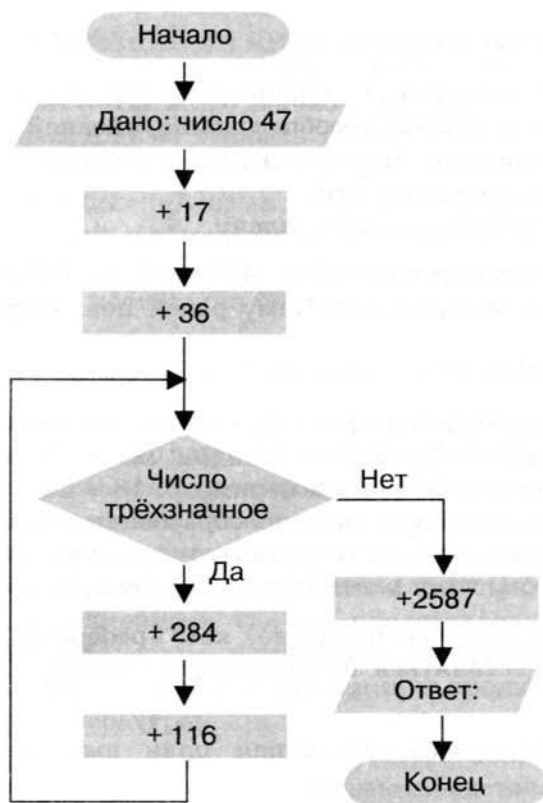 Начало
Дано: число 47
+ 17
+ 36
Число
трёхзначное
Нет
Да
+ 284
+ 116
+2587
Ответ:
Конец